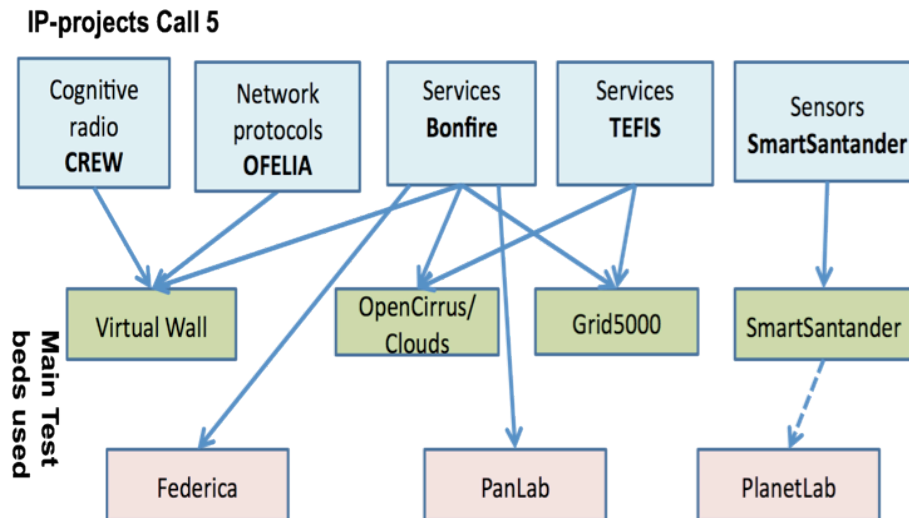 IP-projects Call 5
Cognitive
radio
CREW
Network
protocols
OFELIA
Services
Bonfire
Services
TEFIS
Sensors
SmartSantander
Main Test
beds used
Virtual Wall
OpenCirrus/
Clouds
Grid5000
SmartSantander
Federica
PanLab
PlanetLab